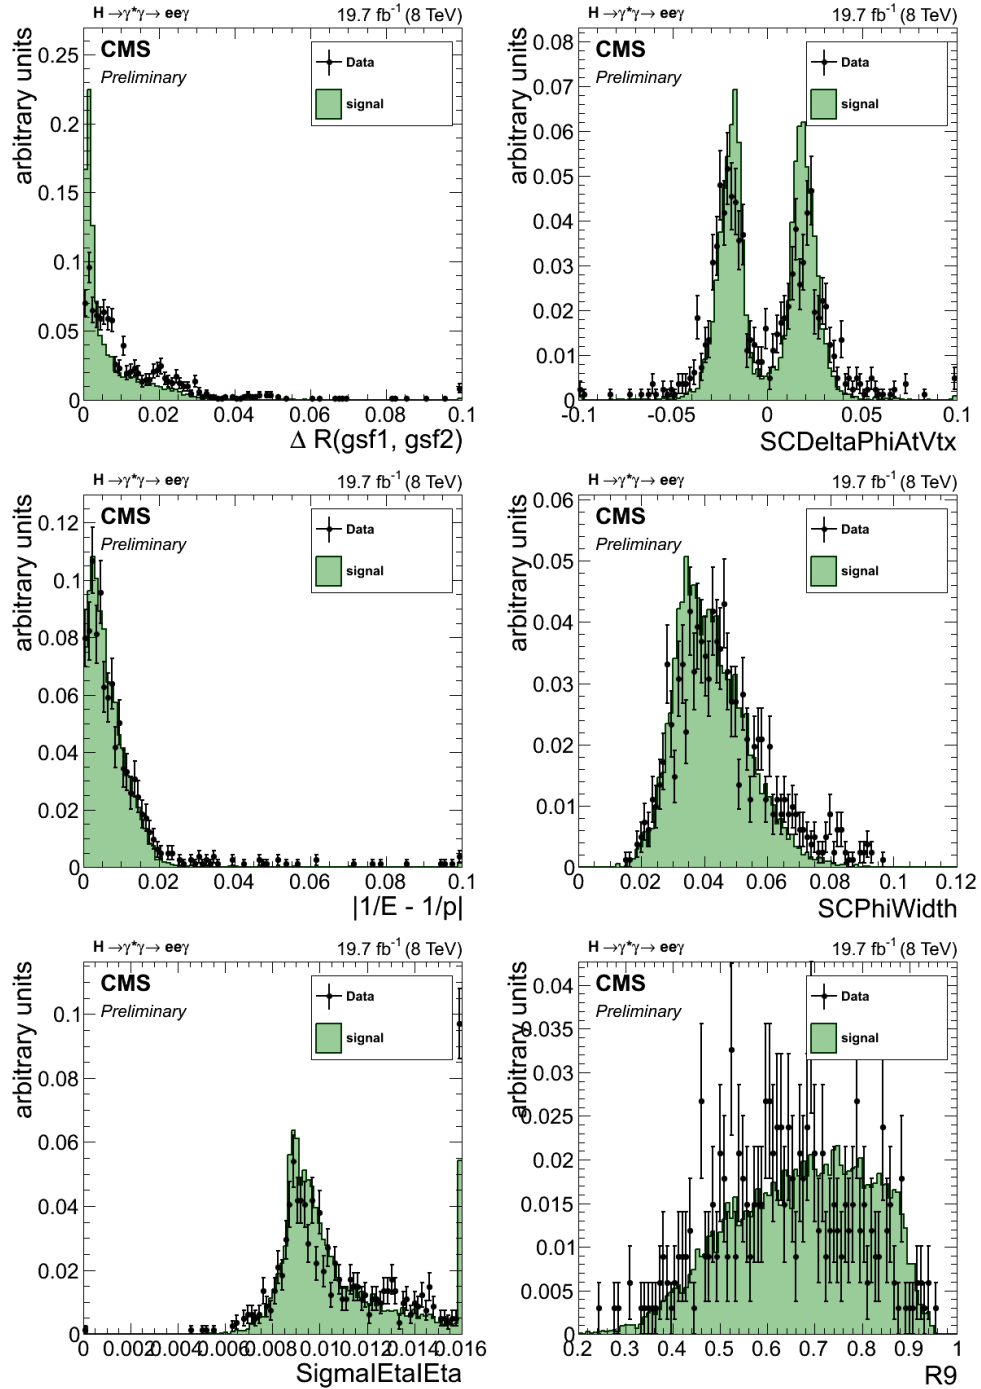 H →γ*γ→ eeγ 19.7 fb⁻¹ (8 TeV)
CMS
Preliminary
Data
signal
arbitrary units
0.25
0.2
0.15
0.1
0.05
0
0 0.02 0.04 0.06 0.08 0.1
Δ R(gsf1, gsf2)
H →γ*γ→ eeγ 19.7 fb⁻¹ (8 TeV)
CMS
Preliminary
Data
signal
arbitrary units
0.08
0.07
0.06
0.05
0.04
0.03
0.02
0.01
0
-0.1 -0.05 0 0.05 0.1
SCDeltaPhiAtVtx
H →γ*γ→ eeγ 19.7 fb⁻¹ (8 TeV)
CMS
Preliminary
Data
signal
arbitrary units
0.12
0.1
0.08
0.06
0.04
0.02
0
0 0.02 0.04 0.06 0.08 0.1
|1/E - 1/p|
H →γ*γ→ eeγ 19.7 fb⁻¹ (8 TeV)
CMS
Preliminary
Data
signal
arbitrary units
0.06
0.05
0.04
0.03
0.02
0.01
0
0 0.02 0.04 0.06 0.08 0.1 0.12
SCPhiWidth
H →γ*γ→ eeγ 19.7 fb⁻¹ (8 TeV)
CMS
Preliminary
Data
signal
arbitrary units
0.1
0.08
0.06
0.04
0.02
0
0 0.002 0.004 0.006 0.008 0.01 0.012 0.014 0.016
SigmaIEtaIEta
H →γ*γ→ eeγ 19.7 fb⁻¹ (8 TeV)
CMS
Preliminary
Data
signal
arbitrary units
0.04
0.035
0.03
0.025
0.02
0.015
0.01
0.005
0
0.2 0.3 0.4 0.5 0.6 0.7 0.8 0.9 1
R9